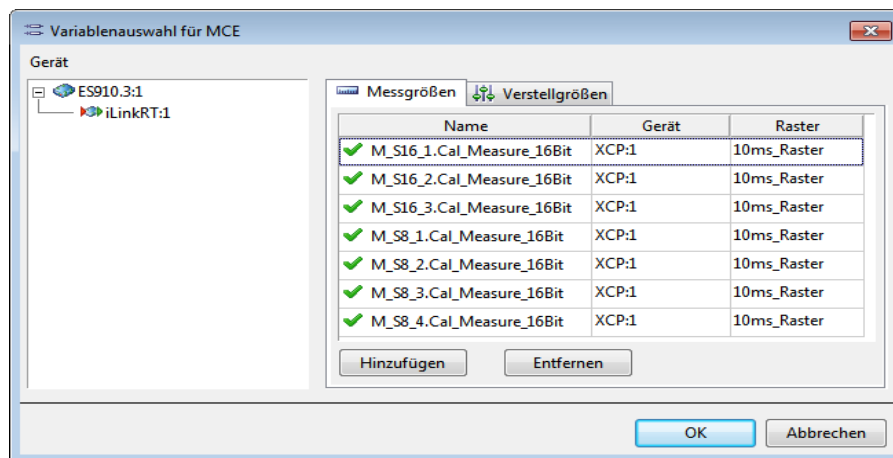 Variablenauswahl für MCE
Gerät
ES910.3:1
iLinkRT:1
Messgrößen Verstellgrößen
Name Gerät Raster
M_S16_1.Cal_Measure_16Bit XCP:1 10ms_Raster
M_S16_2.Cal_Measure_16Bit XCP:1 10ms_Raster
M_S16_3.Cal_Measure_16Bit XCP:1 10ms_Raster
M_S8_1.Cal_Measure_16Bit XCP:1 10ms_Raster
M_S8_2.Cal_Measure_16Bit XCP:1 10ms_Raster
M_S8_3.Cal_Measure_16Bit XCP:1 10ms_Raster
M_S8_4.Cal_Measure_16Bit XCP:1 10ms_Raster
Hinzufügen Entfernen
OK Abbrechen